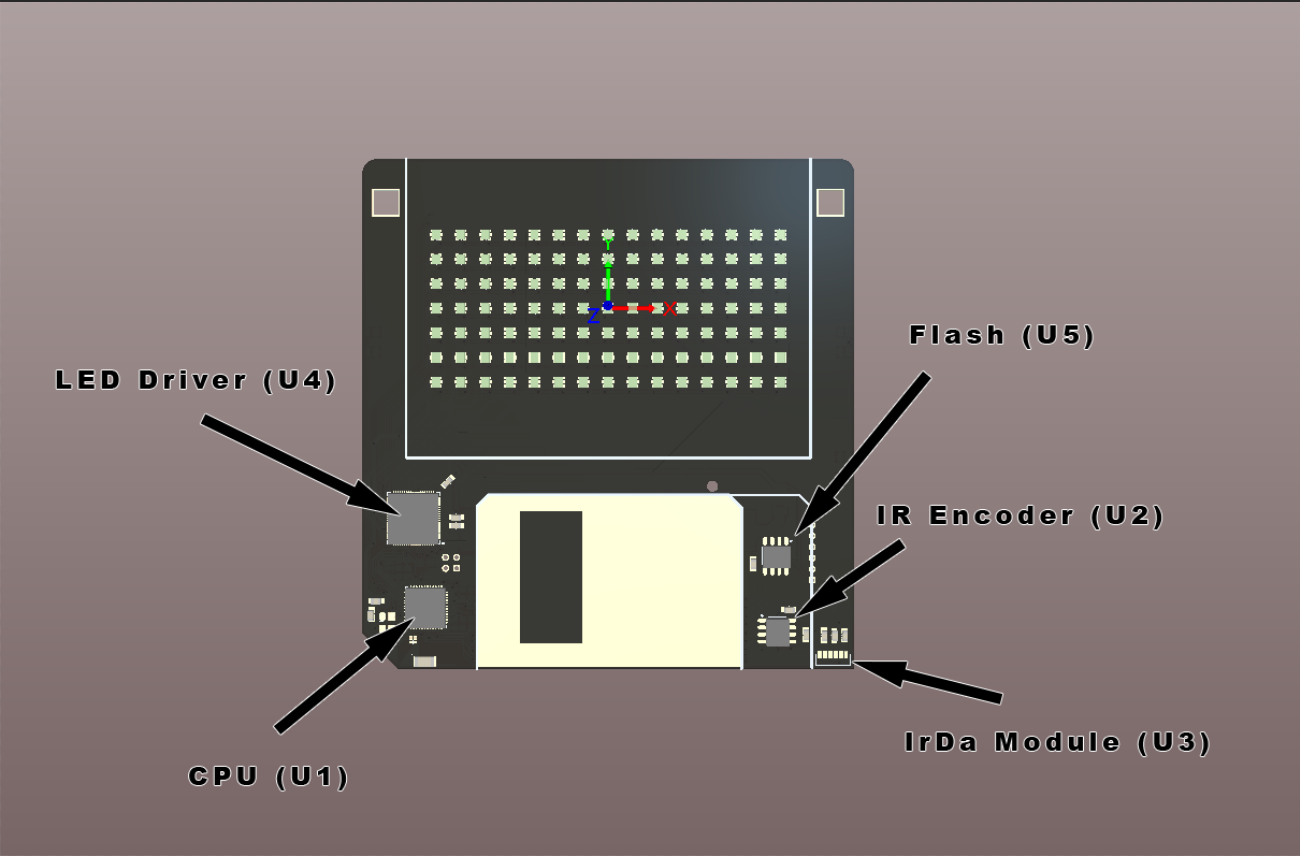 Y
Z
X
Flash (U5)
LED Driver (U4)
IR Encoder (U2)
IrDa Module (U3)
CPU (U1)